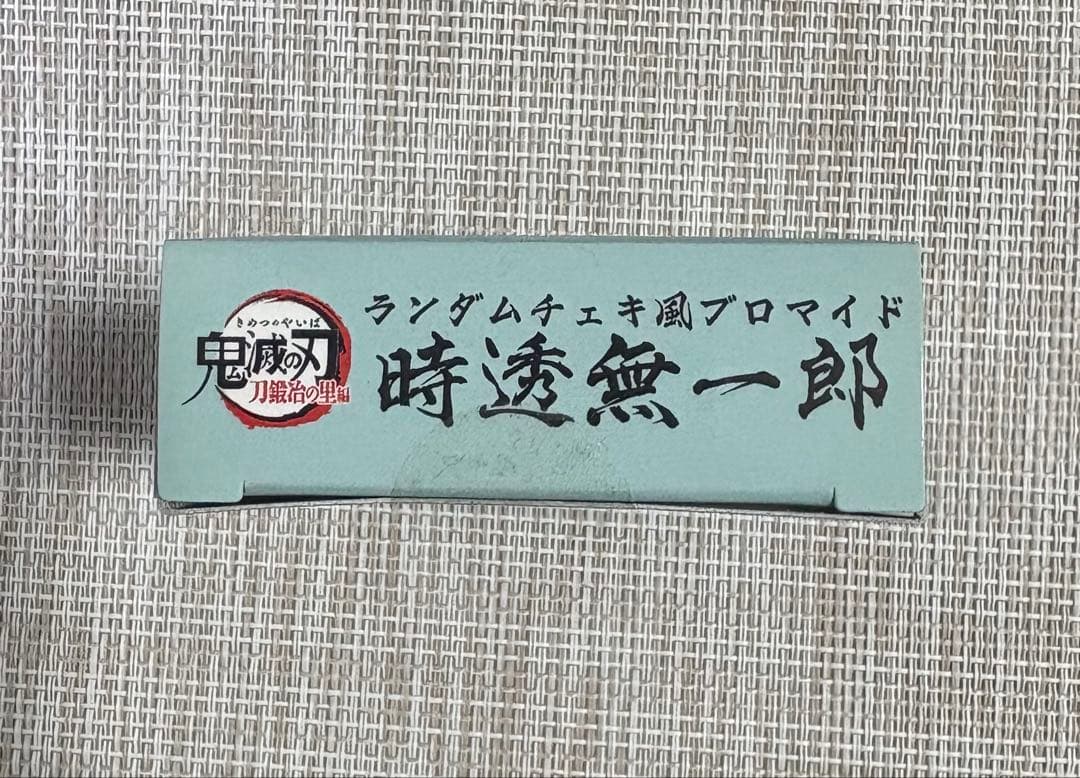 きめつのやいば
鬼滅の刃
刀鍛冶の里編
ランダムチェキ風ブロマイド
時透無一郎